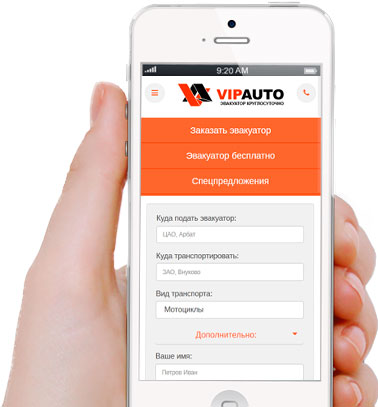 9:20 AM
VIPAUTO
ЭВАКУАТОР КРУГЛОСУТОЧНО
Заказать эвакуатор
Эвакуатор бесплатно
Спецпредложения
Куда подать эвакуатор:
ЦАО, Арбат
Куда транспортировать:
ЗАО, Внуково
Вид транспорта:
Мотоциклы
Дополнительно:
Ваше имя:
Петров Иван